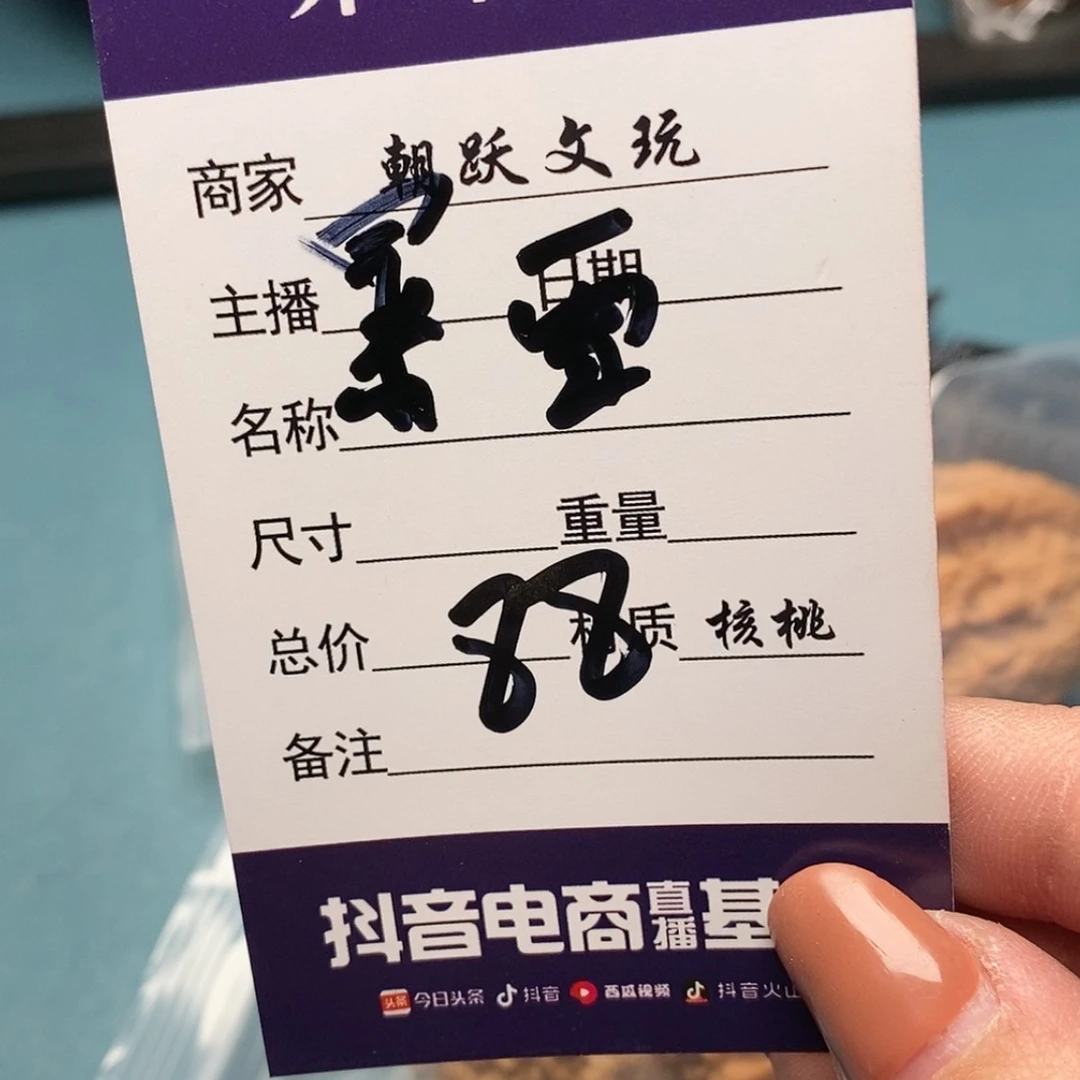 商家 朝跃文玩
主播 日期
名称
尺寸 重量
总价 88 材质 核桃
备注
抖音电商直播基
今日头条 抖音 西瓜视频 抖音火山